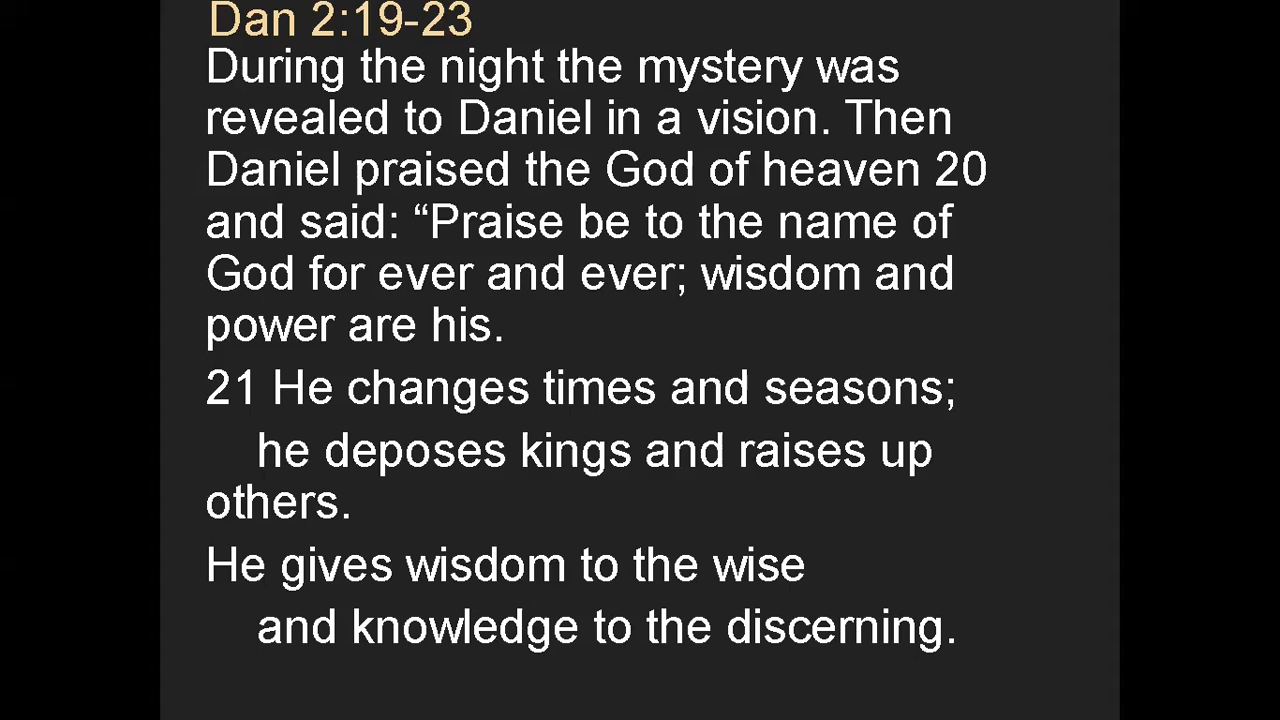 Dan 2:19-23
During the night the mystery was
revealed to Daniel in a vision. Then
Daniel praised the God of heaven 20
and said: “Praise be to the name of
God for ever and ever; wisdom and
power are his.
21 He changes times and seasons;
he deposes kings and raises up
others.
He gives wisdom to the wise
and knowledge to the discerning.